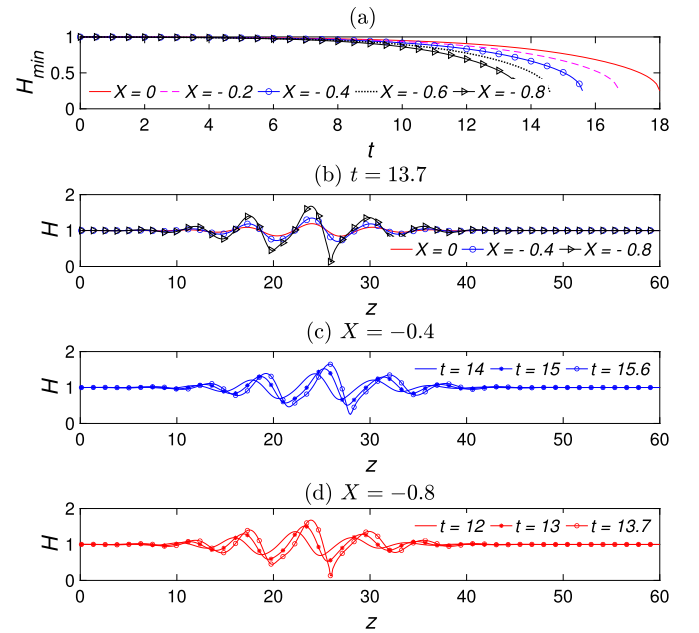 (a)
1
0.5
0
H_min
X = 0 X = - 0.2 X = - 0.4 X = - 0.6 X = - 0.8
0 2 4 6 8 10 12 14 16 18
t
(b) t = 13.7
2
1
0
H
X = 0 X = - 0.4 X = - 0.8
0 10 20 30 40 50 60
z
(c) X = −0.4
2
1
0
H
t = 14 t = 15 t = 15.6
0 10 20 30 40 50 60
z
(d) X = −0.8
2
1
0
H
t = 12 t = 13 t = 13.7
0 10 20 30 40 50 60
z